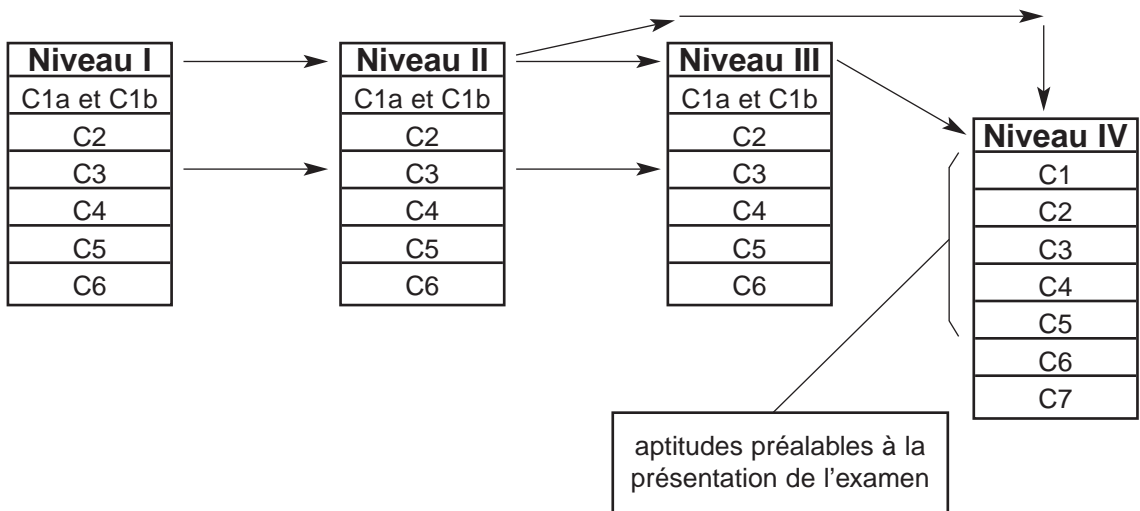 Niveau I
C1a et C1b
C2
C3
C4
C5
C6
Niveau II
C1a et C1b
C2
C3
C4
C5
C6
Niveau III
C1a et C1b
C2
C3
C4
C5
C6
Niveau IV
C1
C2
C3
C4
C5
C6
C7
aptitudes préalables à la
présentation de l’examen